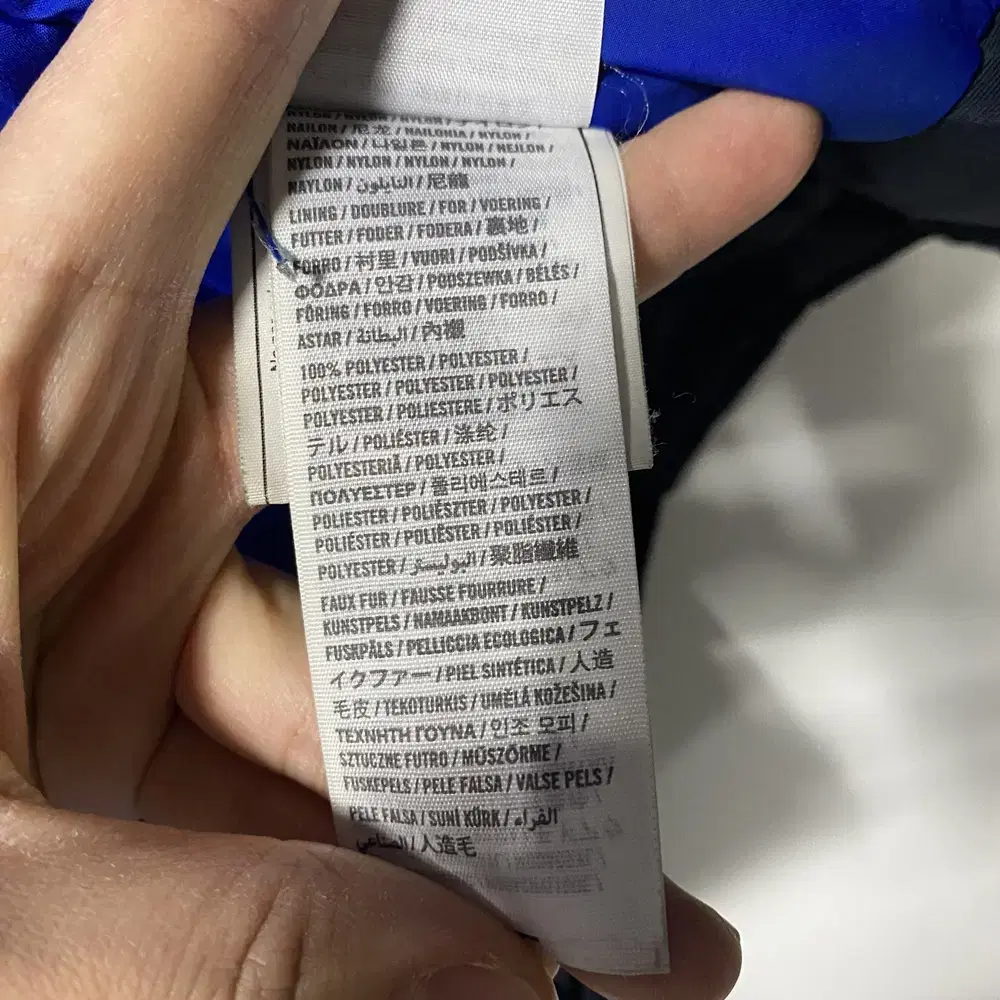 NAILON / 尼龙 / NAILONIA / NYLON /
ΝΑΪΛΟΝ / 나일론 / NYLON / NEJLON /
NYLON / NYLON / NYLON / NYLON /
NAYLON / النايلون / 尼龍
LINING / DOUBLURE / FOR / VOERING /
FUTTER / FODER / FODERA / 裏地 /
FORRO / 村里 / VUORI / PODŠÍVKA /
ΦΟΔΡΑ / 안감 / PODSZEWKA / BÉLÉS /
FÔRING / FORRO / VOERING / FORRO /
ASTAR / البطانة / 內襯
100% POLYESTER / POLYESTER /
POLYESTER / POLYESTER / POLYESTER /
POLYESTER / POLIESTERE / ポリエス
テル / POLIÉSTER / 涤纶 /
POLYESTERIÄ / POLYESTER /
ΠΟΛΥΕΣΤΕΡ / 폴리에스테르 /
POLIESTER / POLIÉSZTER / POLYESTER /
POLIÉSTER / POLIËSTER / POLIÉSTER /
POLYESTER / البوليستر / 聚脂纖維
FAUX FUR / FAUSSE FOURRURE /
KUNSTPELS / NAMAAKBONT / KUNSTPELZ /
FUSKPÄLS / PELLICCIA ECOLOGICA / フェ
イクファー / PIEL SINTÉTICA / 人造
毛皮 / TEKOTURKIS / UMĚLÁ KOŽEŠINA /
ΤΕΧΝΗΤΗ ΓΟΥΝΑ / 인조 모피 /
SZTUCZNE FUTRO / MŰSZŐRME /
FUSKEPELS / PELE FALSA / VALSE PELS /
PELE FALSA / SUNİ KÜRK / الفراء
الصناعي / 人造毛